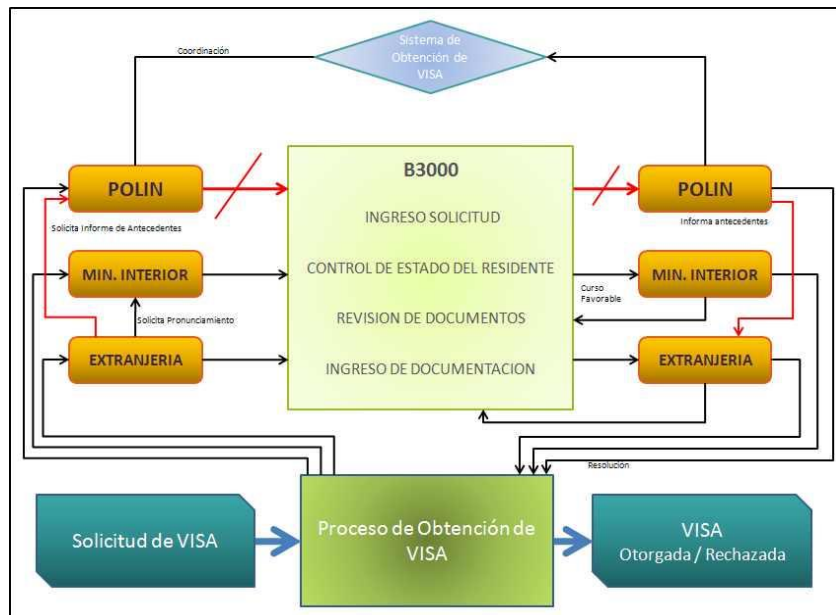 Coordinación
Sistema de
Obtención de
VISA
POLIN
B3000
POLIN
Solicita Informe de Antecedentes
INGRESO SOLICITUD
Informa antecedentes
MIN. INTERIOR
CONTROL DE ESTADO DEL RESIDENTE
MIN. INTERIOR
Curso
Favorable
Solicita Pronunciamiento
REVISION DE DOCUMENTOS
EXTRANJERIA
INGRESO DE DOCUMENTACION
EXTRANJERIA
Resolución
Solicitud de VISA
Proceso de Obtención de
VISA
VISA
Otorgada / Rechazada